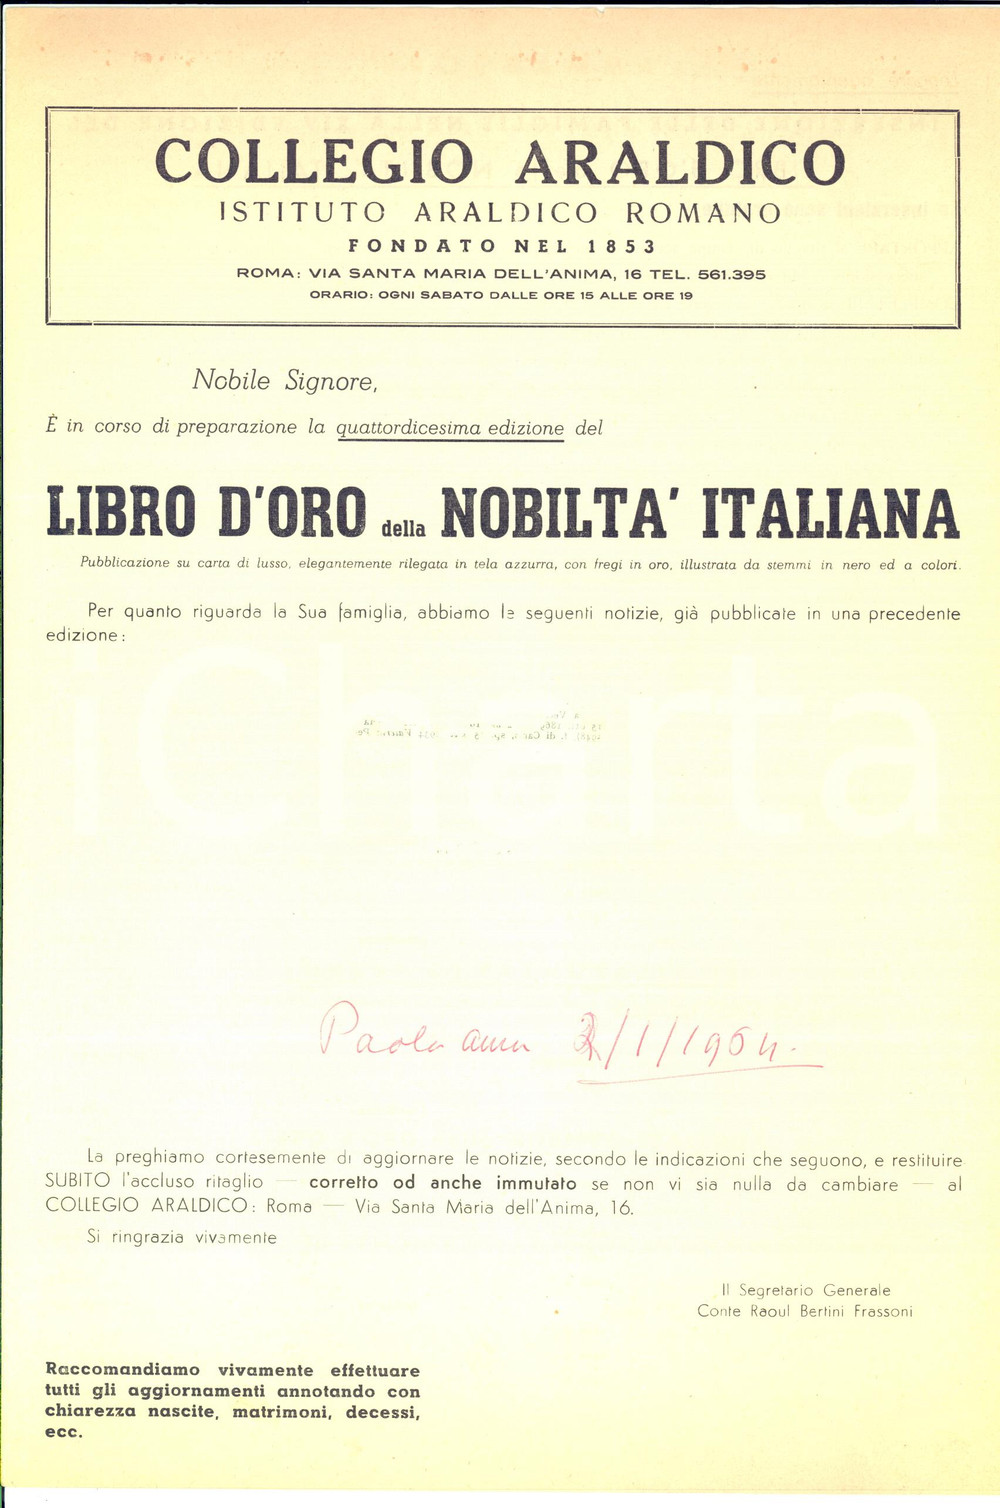 COLLEGIO ARALDICO
ISTITUTO ARALDICO ROMANO
FONDATO NEL 1853
ROMA: VIA SANTA MARIA DELL'ANIMA, 16 TEL. 561.395
ORARIO: OGNI SABATO DALLE ORE 15 ALLE ORE 19
Nobile Signore,
È in corso di preparazione la quattordicesima edizione del
LIBRO D'ORO della NOBILTA' ITALIANA
Pubblicazione su carta di lusso, elegantemente rilegata in tela azzurra, con fregi in oro, illustrata da stemmi in nero ed a colori.
Per quanto riguarda la Sua famiglia, abbiamo le seguenti notizie, già pubblicate in una precedente
edizione:
iCharta
Paola 2/1/1964.
La preghiamo cortesemente di aggiornare le notizie, secondo le indicazioni che seguono, e restituire
SUBITO l'accluso ritaglio — corretto od anche immutato se non vi sia nulla da cambiare — al
COLLEGIO ARALDICO: Roma — Via Santa Maria dell'Anima, 16.
Si ringrazia vivamente
Il Segretario Generale
Conte Raoul Bertini Frassoni
Raccomandiamo vivamente effettuare
tutti gli aggiornamenti annotando con
chiarezza nascite, matrimoni, decessi,
ecc.